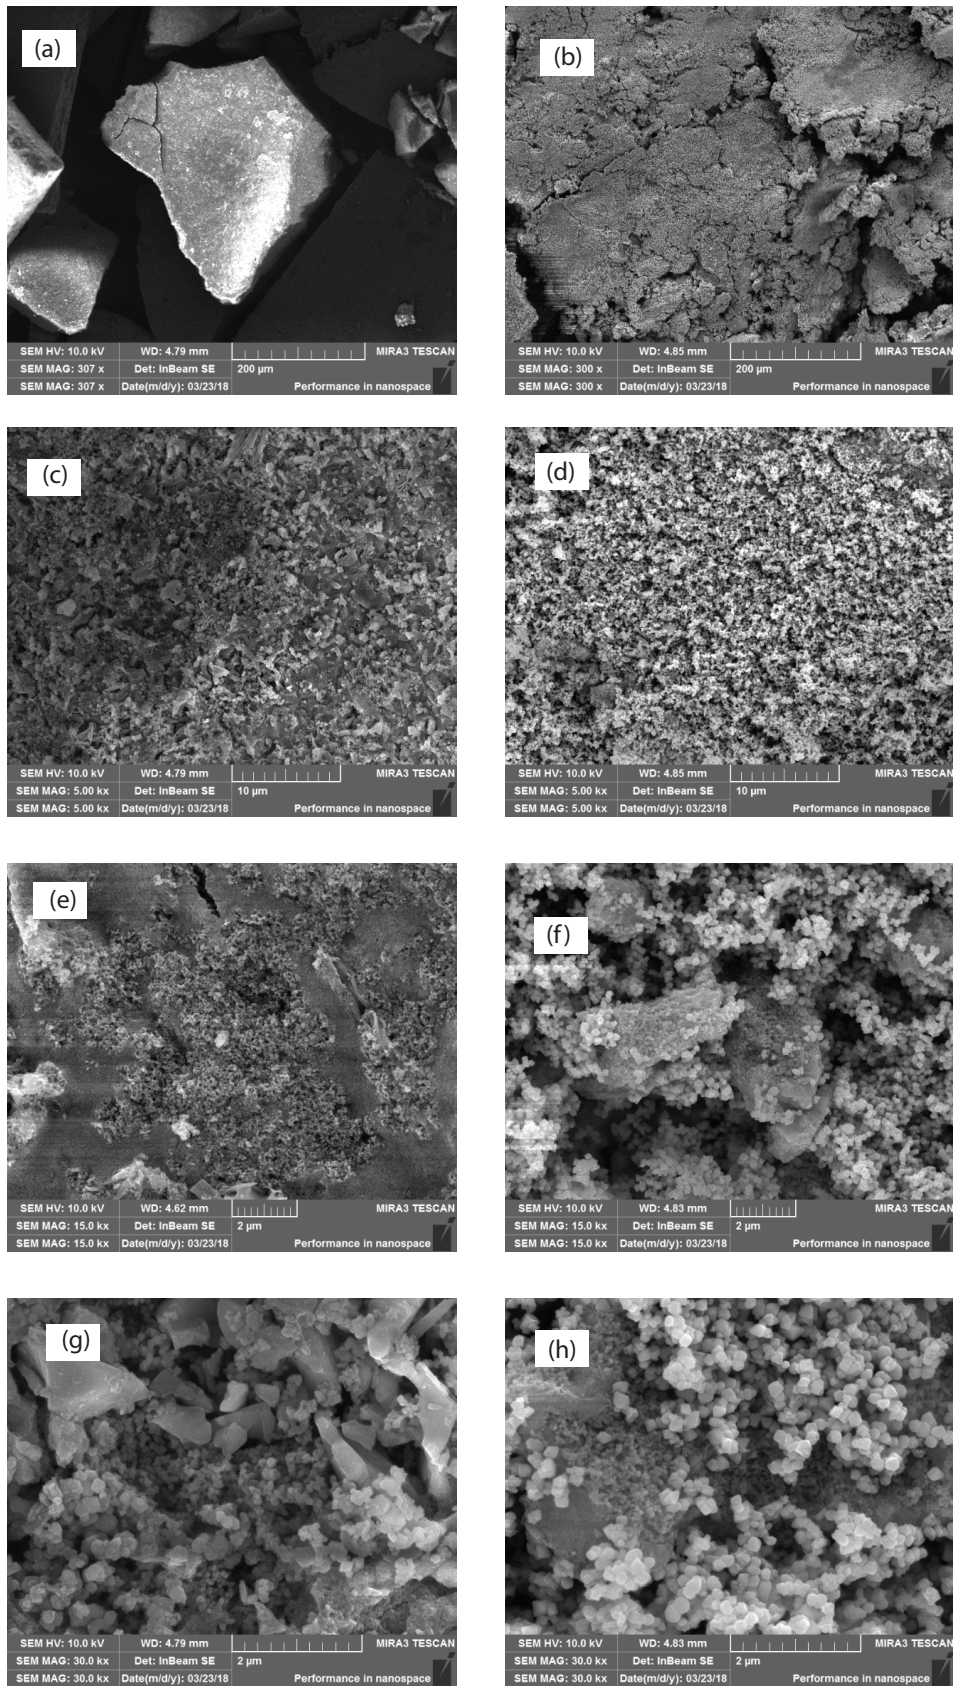 (a)
SEM HV: 10.0 kV WD: 4.79 mm MIRA3 TESCAN
SEM MAG: 307 x Det: InBeam SE 200 µm
SEM MAG: 307 x Date(m/d/y): 03/23/18 Performance in nanospace
(b)
SEM HV: 10.0 kV WD: 4.85 mm MIRA3 TESCAN
SEM MAG: 300 x Det: InBeam SE 200 µm
SEM MAG: 300 x Date(m/d/y): 03/23/18 Performance in nanospace
(c)
SEM HV: 10.0 kV WD: 4.79 mm MIRA3 TESCAN
SEM MAG: 5.00 kx Det: InBeam SE 10 µm
SEM MAG: 5.00 kx Date(m/d/y): 03/23/18 Performance in nanospace
(d)
SEM HV: 10.0 kV WD: 4.85 mm MIRA3 TESCAN
SEM MAG: 5.00 kx Det: InBeam SE 10 µm
SEM MAG: 5.00 kx Date(m/d/y): 03/23/18 Performance in nanospace
(e)
SEM HV: 10.0 kV WD: 4.62 mm MIRA3 TESCAN
SEM MAG: 15.0 kx Det: InBeam SE 2 µm
SEM MAG: 15.0 kx Date(m/d/y): 03/23/18 Performance in nanospace
(f)
SEM HV: 10.0 kV WD: 4.83 mm MIRA3 TESCAN
SEM MAG: 15.0 kx Det: InBeam SE 2 µm
SEM MAG: 15.0 kx Date(m/d/y): 03/23/18 Performance in nanospace
(g)
SEM HV: 10.0 kV WD: 4.79 mm MIRA3 TESCAN
SEM MAG: 30.0 kx Det: InBeam SE 2 µm
SEM MAG: 30.0 kx Date(m/d/y): 03/23/18 Performance in nanospace
(h)
SEM HV: 10.0 kV WD: 4.83 mm MIRA3 TESCAN
SEM MAG: 30.0 kx Det: InBeam SE 2 µm
SEM MAG: 30.0 kx Date(m/d/y): 03/23/18 Performance in nanospace